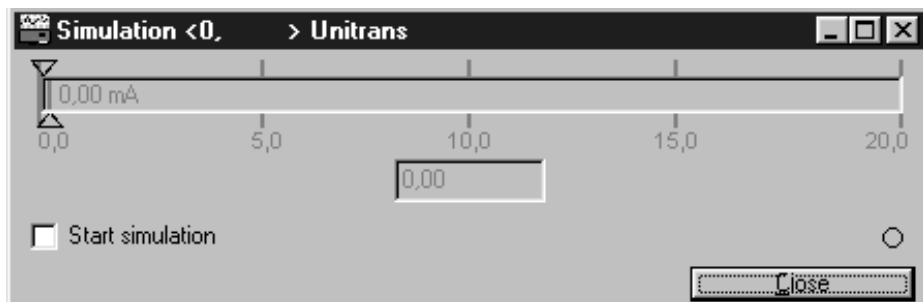 Simulation <0, > Unitrans
0,00 mA
0,0 5,0 10,0 15,0 20,0
0,00
Start simulation
Close